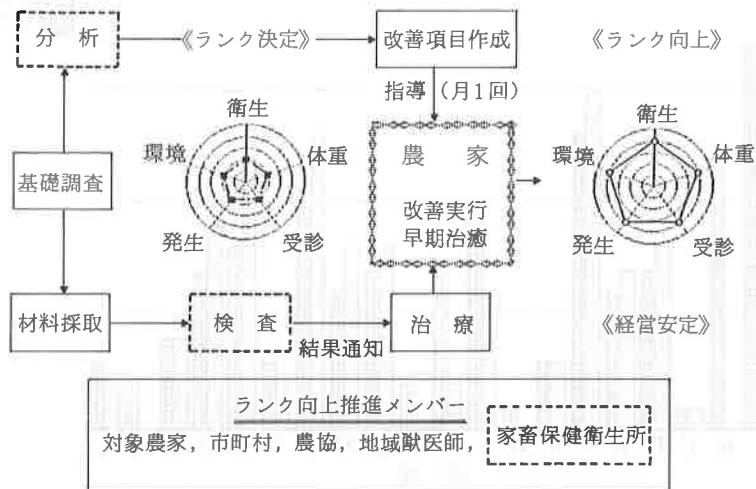 分 析
《ランク決定》
改善項目作成
《ランク向上》
指導（月1回）
衛生
環境
体重
発生
受診
基礎調査
農 家
改善実行
早期治癒
衛生
環境
体重
発生
受診
材料採取
検 査
結果通知
治 療
《経営安定》
ランク向上推進メンバー
対象農家，市町村，農協，地域獣医師，家畜保健衛生所